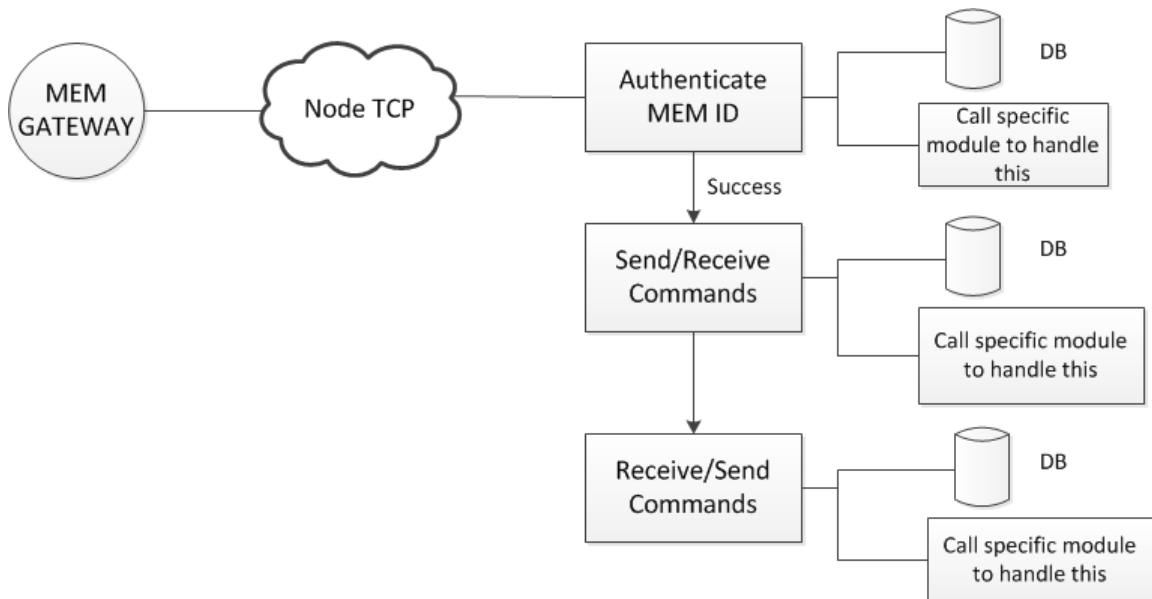 MEM
GATEWAY
Node TCP
Authenticate
MEM ID
DB
Call specific
module to handle
this
Success
Send/Receive
Commands
DB
Call specific module
to handle this
Receive/Send
Commands
DB
Call specific module
to handle this